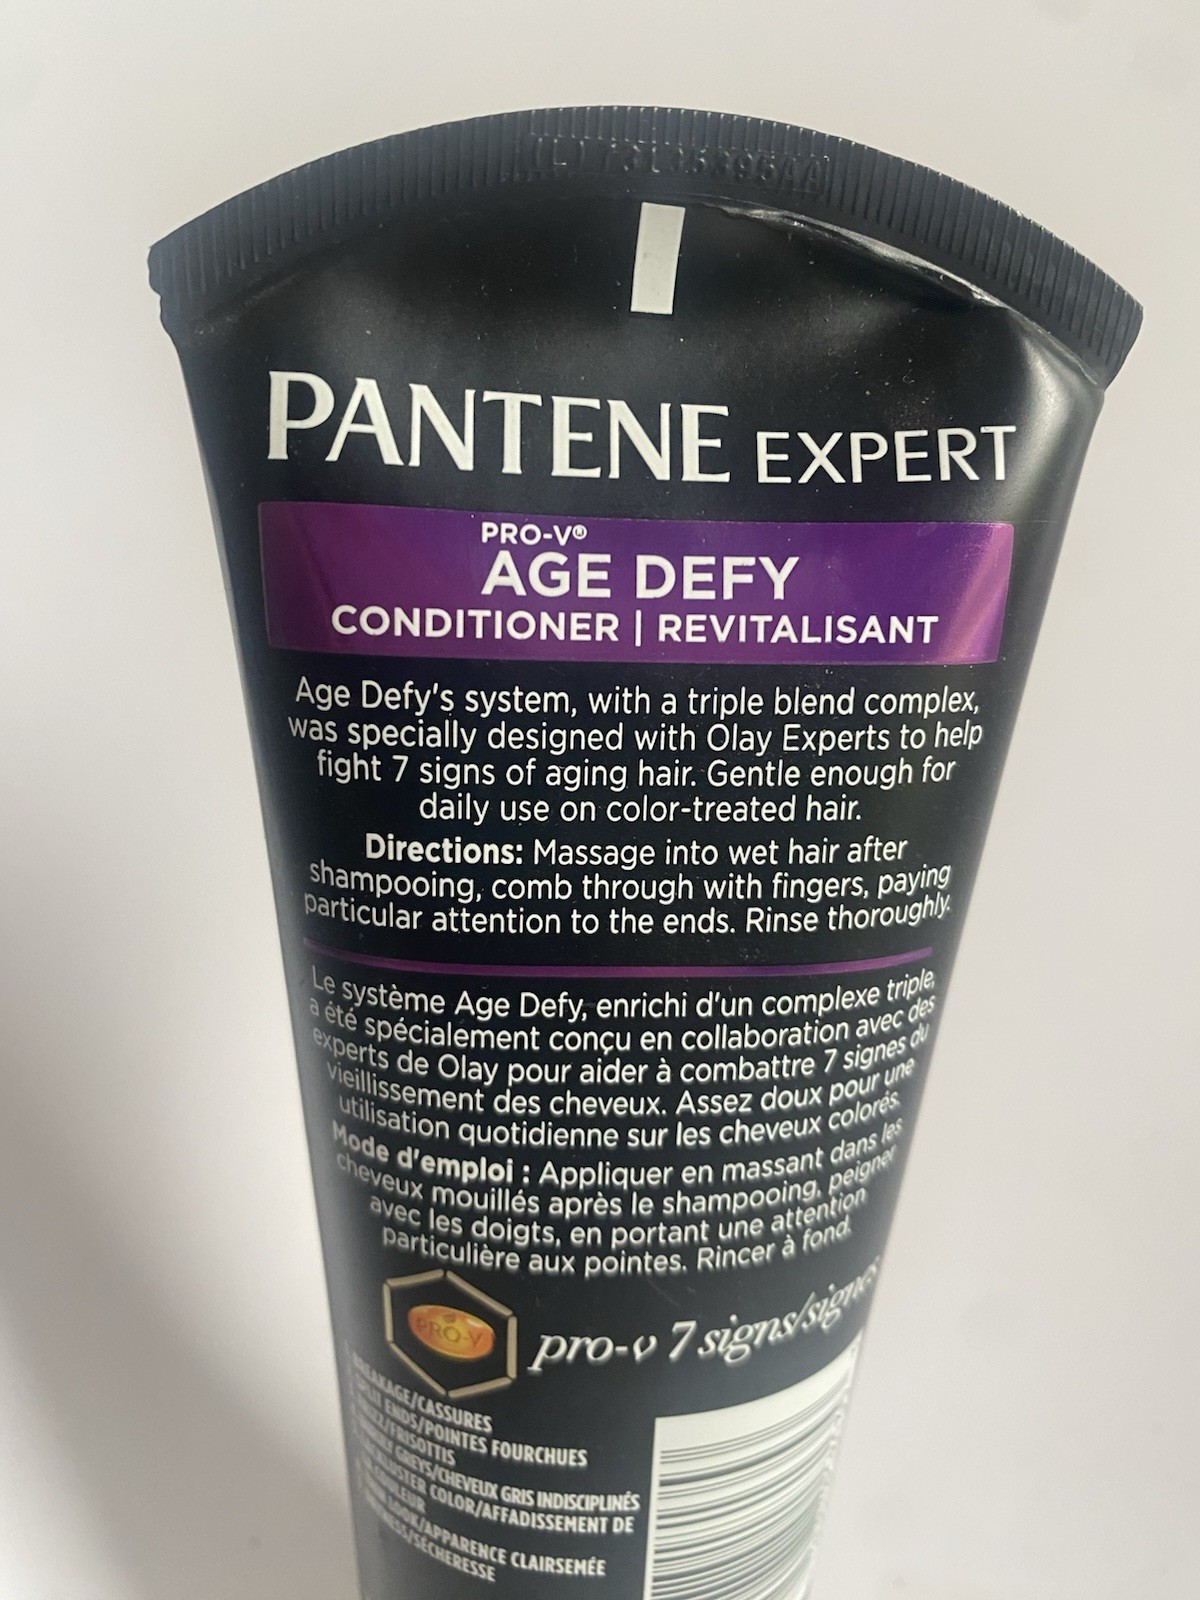 PANTENE EXPERT
PRO-V®
AGE DEFY
CONDITIONER | REVITALISANT
Age Defy's system, with a triple blend complex,
was specially designed with Olay Experts to help
fight 7 signs of aging hair. Gentle enough for
daily use on color-treated hair.
Directions: Massage into wet hair after
shampooing, comb through with fingers, paying
particular attention to the ends. Rinse thoroughly.
Le système Age Defy, enrichi d'un complexe triple,
a été spécialement conçu en collaboration avec des
experts de Olay pour aider à combattre 7 signes du
vieillissement des cheveux. Assez doux pour une
utilisation quotidienne sur les cheveux colorés.
Mode d'emploi : Appliquer en massant dans les
cheveux mouillés après le shampooing, peigner
avec les doigts, en portant une attention
particulière aux pointes. Rincer à fond.
PRO-V
pro-v 7 signs/signes
BREAKAGE/CASSURES
SPLIT ENDS/POINTES FOURCHUES
FRIZZ/FRISOTTIS
GREYS/CHEVEUX GRIS INDISCIPLINÉS
COLOR/AFFADISSEMENT DE
LOOK/APPARENCE CLAIRSEMÉE